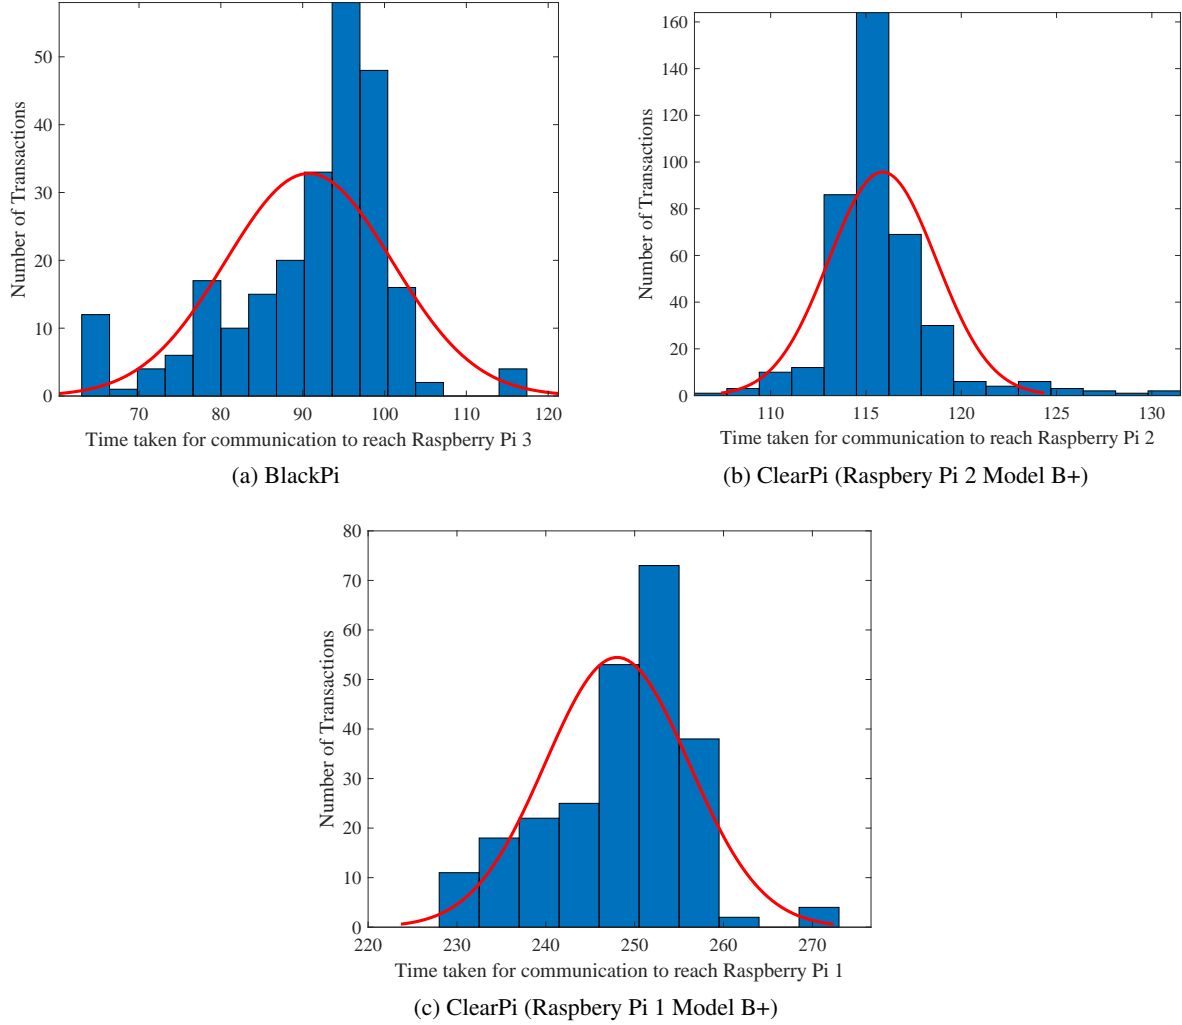 50
40
30
20
10
0
70 80 90 100 110 120
Number of Transactions
Time taken for communication to reach Raspberry Pi 3
(a) BlackPi
160
140
120
100
80
60
40
20
0
110 115 120 125 130
Number of Transactions
Time taken for communication to reach Raspberry Pi 2
(b) ClearPi (Raspbery Pi 2 Model B+)
80
70
60
50
40
30
20
10
0
220 230 240 250 260 270
Number of Transactions
Time taken for communication to reach Raspberry Pi 1
(c) ClearPi (Raspbery Pi 1 Model B+)